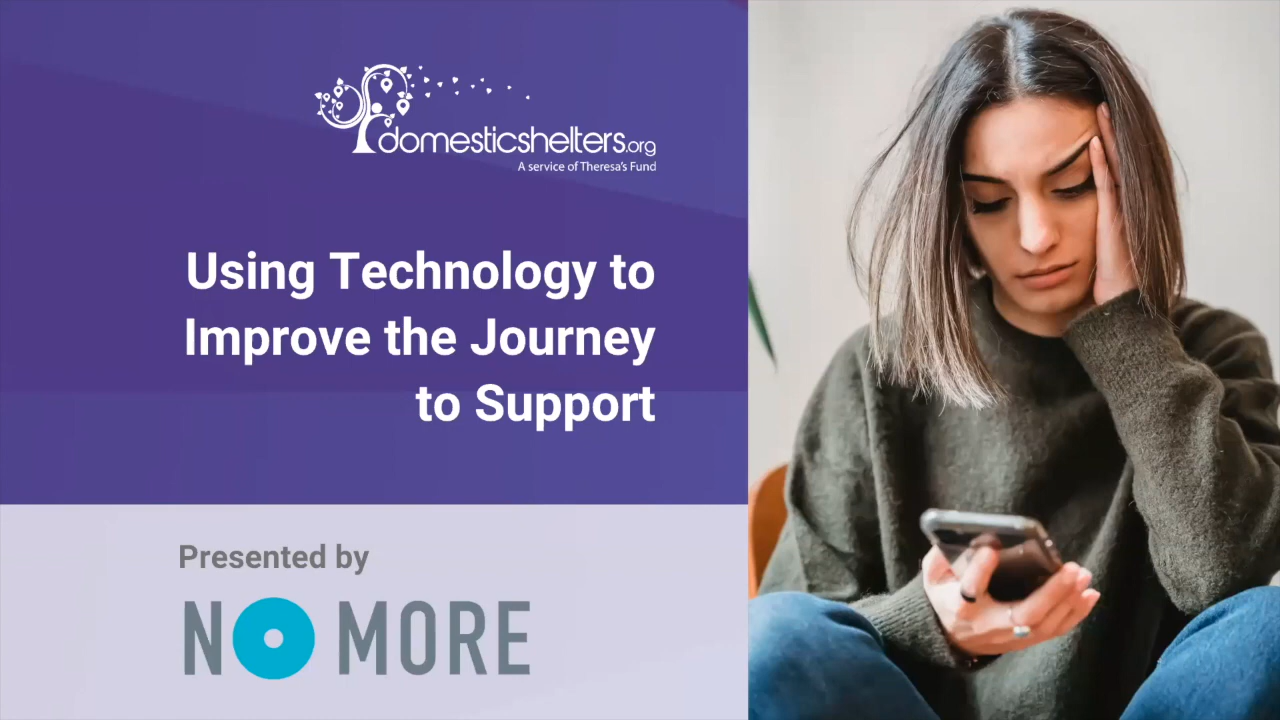 domesticshelters.org
A service of Theresa's Fund
Using Technology to
Improve the Journey
to Support
Presented by
NO MORE